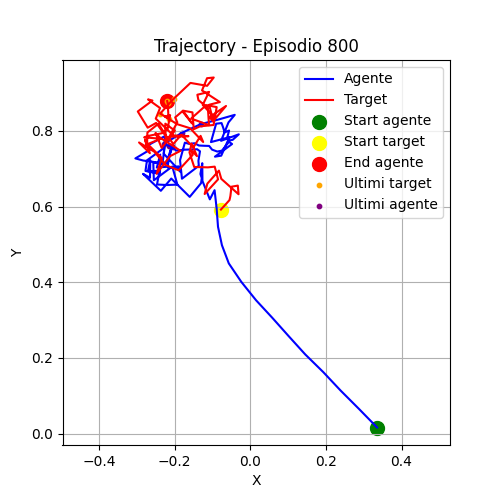 Trajectory - Episodio 800
Agente
Target
Start agente
Start target
End agente
Ultimi target
Ultimi agente
Y
0.8
0.6
0.4
0.2
0.0
−0.4
−0.2
0.0
0.2
0.4
X